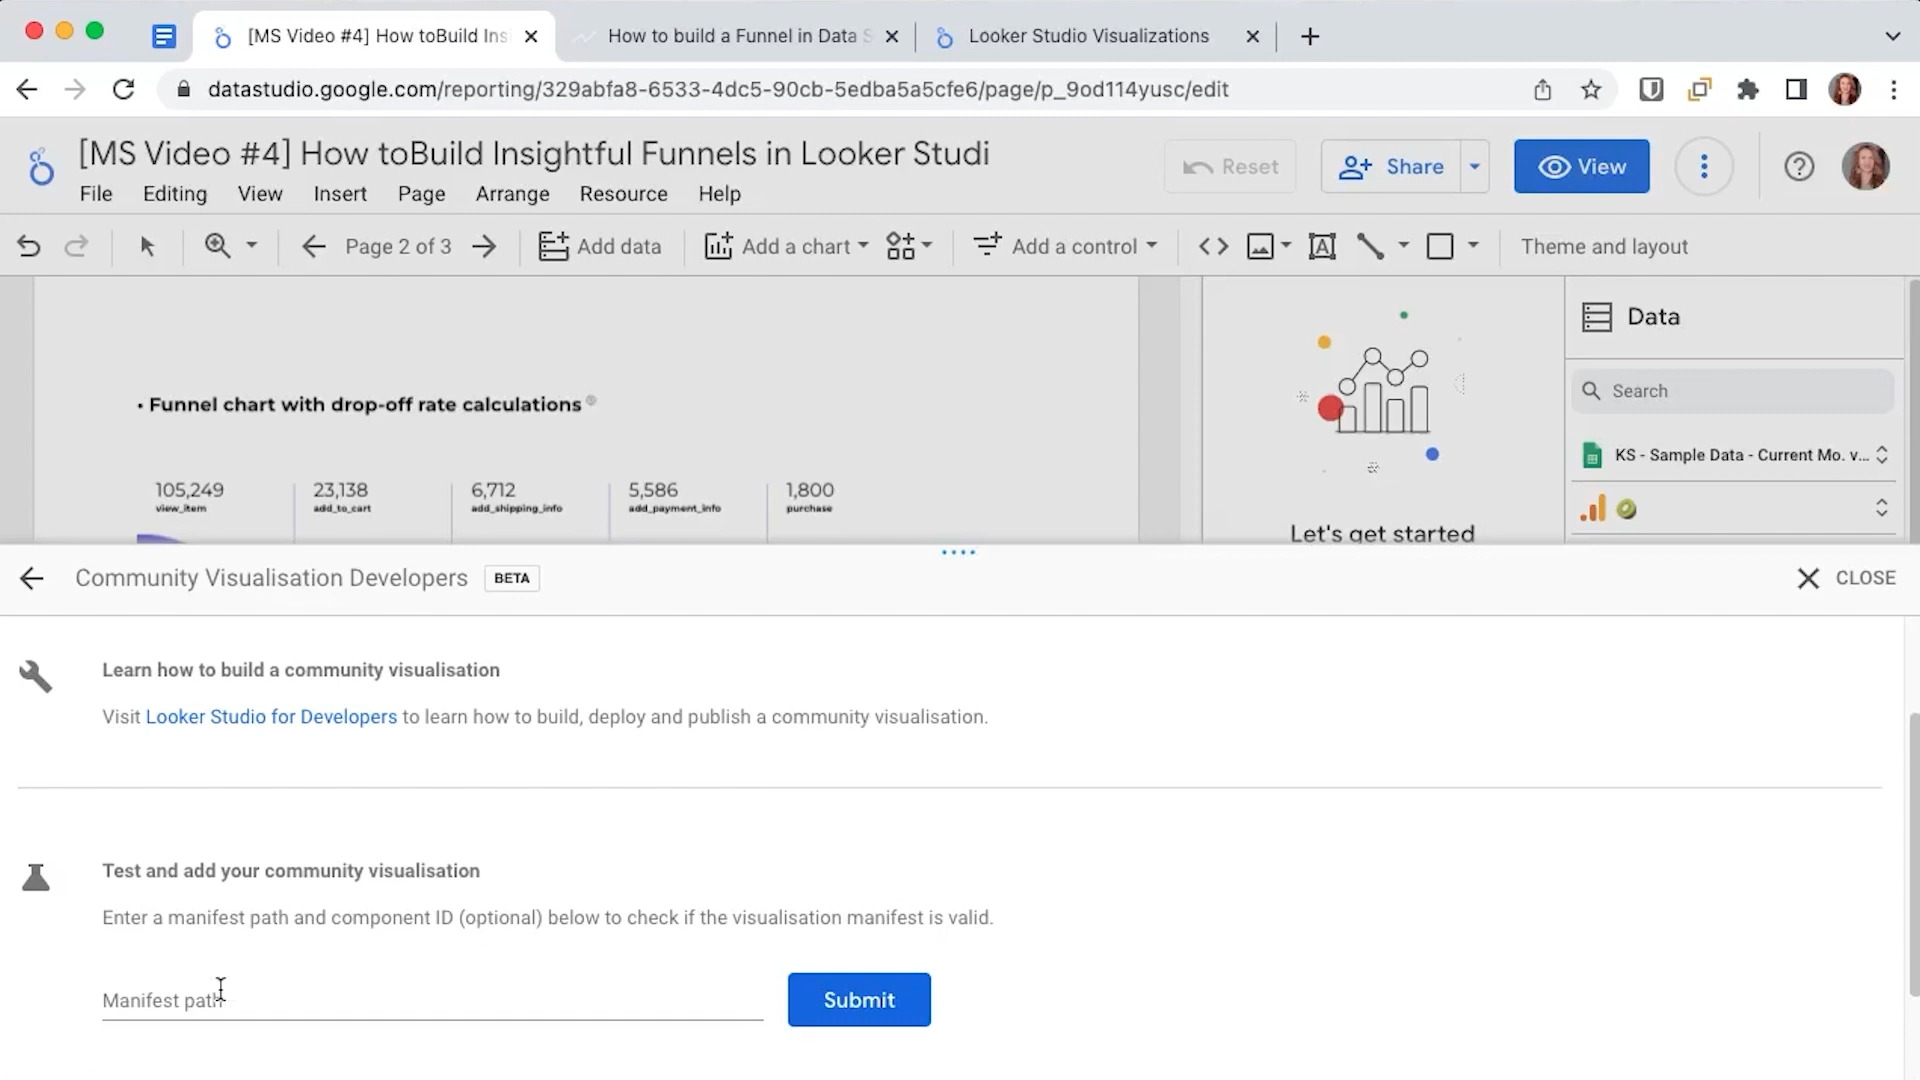 [MS Video #4] How toBuild Ins
How to build a Funnel in Data S
Looker Studio Visualizations
datastudio.google.com/reporting/329abfa8-6533-4dc5-90cb-5edba5a5cfe6/page/p_9od114yusc/edit
[MS Video #4] How toBuild Insightful Funnels in Looker Studi
Reset
Share
View
File Editing View Insert Page Arrange Resource Help
Page 2 of 3
Add data
Add a chart
Add a control
Theme and layout
Data
Search
KS - Sample Data - Current Mo. v...
Let's get started
• Funnel chart with drop-off rate calculations
105,249 23,138 6,712 5,586 1,800
view_item add_to_cart add_shipping_info add_payment_info purchase
Community Visualisation Developers BETA
CLOSE
Learn how to build a community visualisation
Visit Looker Studio for Developers to learn how to build, deploy and publish a community visualisation.
Test and add your community visualisation
Enter a manifest path and component ID (optional) below to check if the visualisation manifest is valid.
Manifest path
Submit